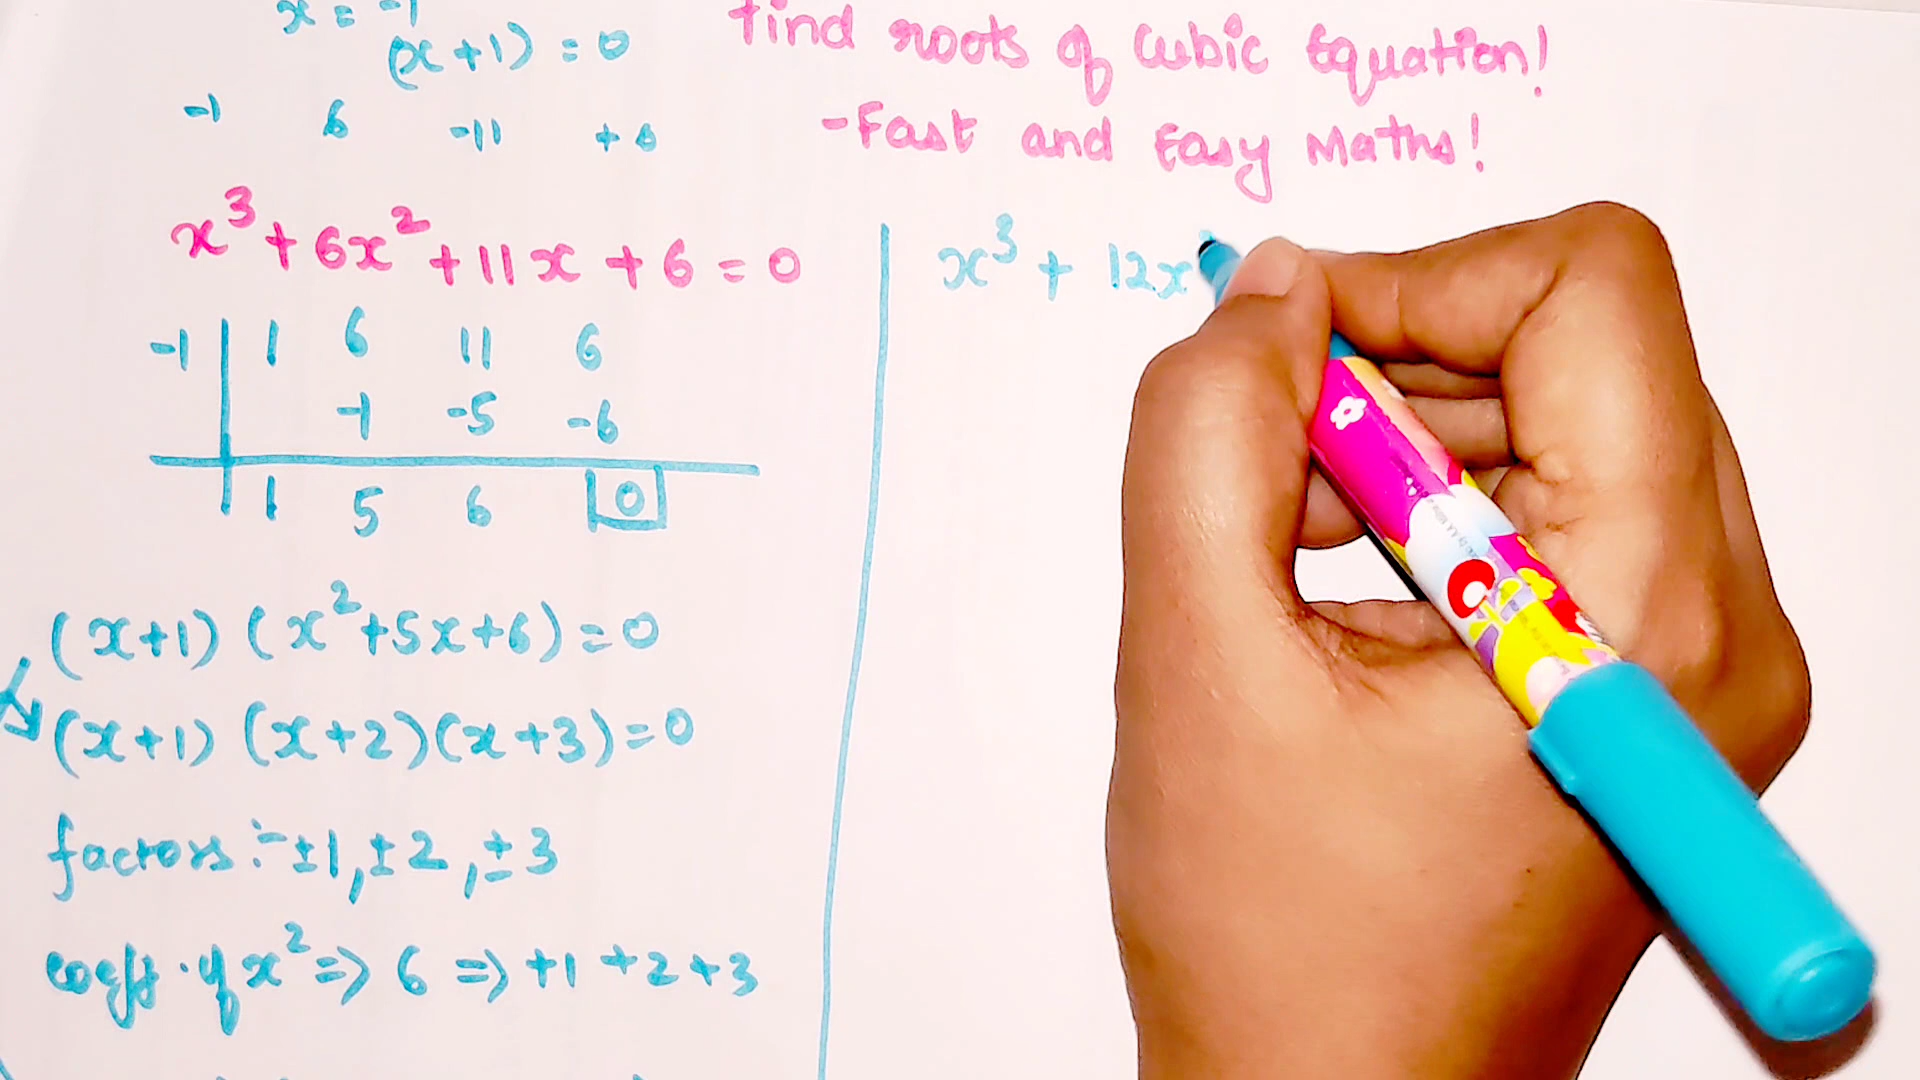 x = -1
(x+1) = 0
-1 6 -11 +6
find roots of Cubic Equation!
-Fast and Easy Maths!
x³ + 6x² + 11x + 6 = 0
-1 | 1 6 11 6
-1 -5 -6
1 5 6 0
(x+1) (x²+5x+6) = 0
(x+1) (x+2)(x+3) = 0
factors :- ±1, ±2, ±3
coeff. of x² => 6 => +1 +2 +3
x³ + 12x